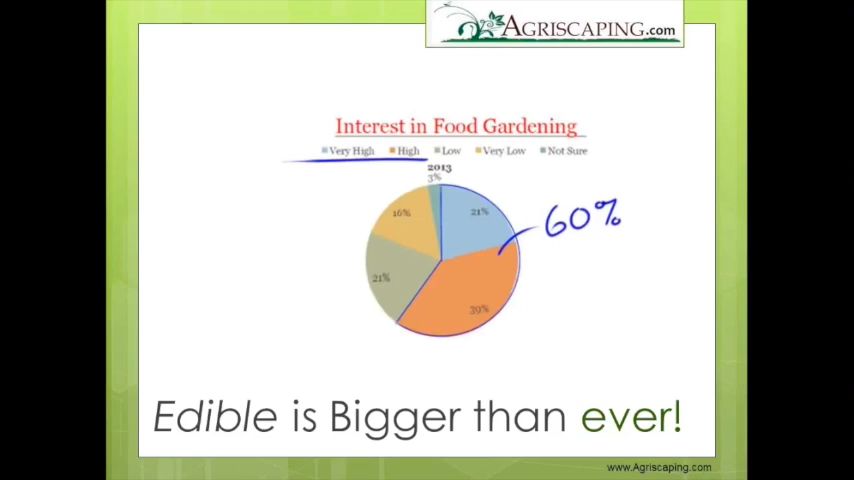 AGRISCAPING.com
Interest in Food Gardening
Very High High Low Very Low Not Sure
2013
3%
16%
21%
60%
21%
39%
Edible is Bigger than ever!
www.Agriscaping.com